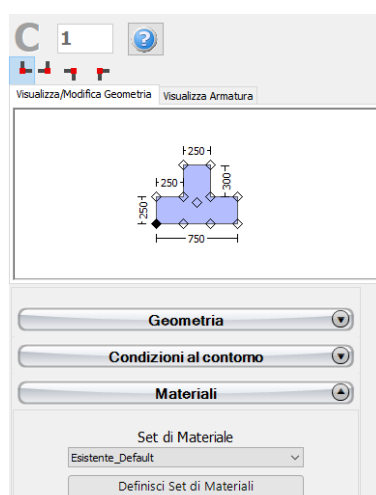 C 1 ?
Visualizza/Modifica Geometria Visualizza Armatura
250
250
300
250
750
Geometria
Condizioni al contorno
Materiali
Set di Materiale
Esistente_Default
Definisci Set di Materiali